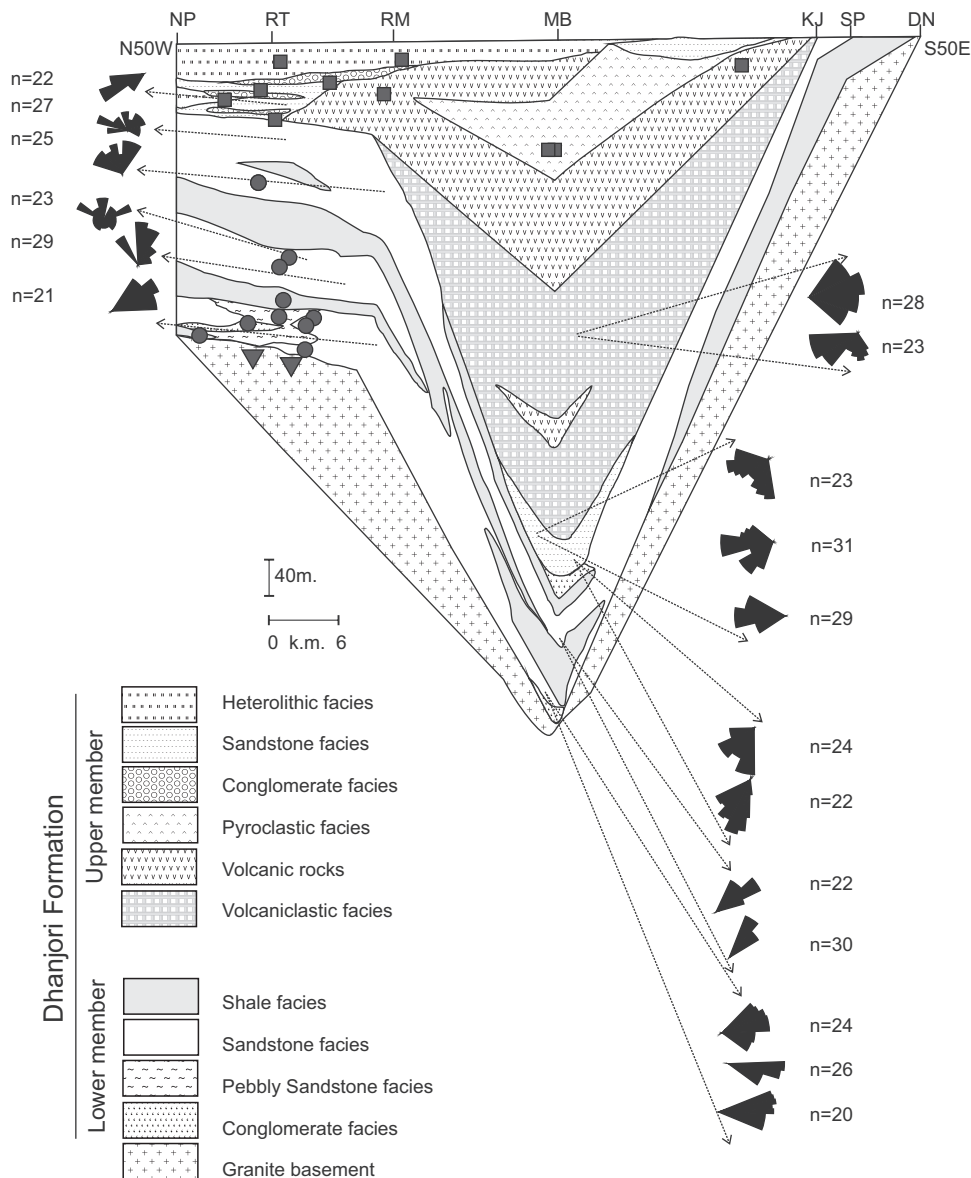 NP RT RM MB KJ SP DN
N50W S50E
n=22
n=27
n=25
n=23
n=29
n=21
n=28
n=23
n=23
n=31
n=29
n=24
n=22
n=22
n=30
n=24
n=26
n=20
40m.
0 k.m. 6
Dhanjori Formation
Upper member
Heterolithic facies
Sandstone facies
Conglomerate facies
Pyroclastic facies
Volcanic rocks
Volcaniclastic facies
Lower member
Shale facies
Sandstone facies
Pebbly Sandstone facies
Conglomerate facies
Granite basement